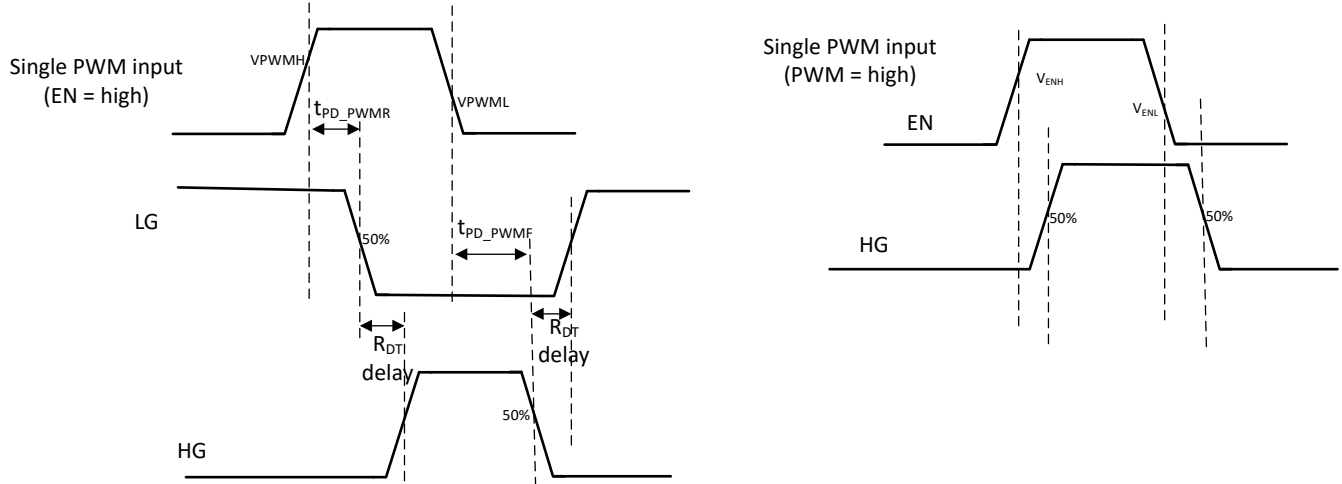 Single PWM input
(EN = high)
VPWMH
VPWML
tPD_PWMR
LG
50%
tPD_PWMF
RDT
delay
RDT
delay
50%
HG
Single PWM input
(PWM = high)
VENH
VENL
EN
50%
50%
HG